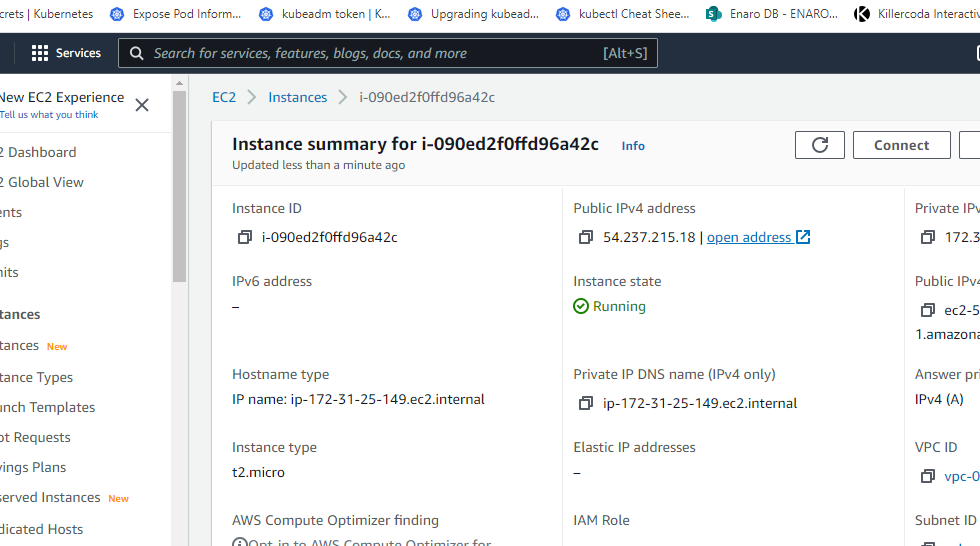 crets | Kubernetes Expose Pod Inform... kubeadm token | K... Upgrading kubead... kubectl Cheat Shee... Enaro DB - ENARO... Killercoda Interactiv
Services Search for services, features, blogs, docs, and more [Alt+S]
New EC2 Experience
Tell us what you think
2 Dashboard
2 Global View
ents
gs
nits
tances
tances New
tance Types
unch Templates
ot Requests
vings Plans
served Instances New
dicated Hosts
EC2 Instances i-090ed2f0ffd96a42c
Instance summary for i-090ed2f0ffd96a42c Info
Updated less than a minute ago
Connect
Instance ID
i-090ed2f0ffd96a42c
Public IPv4 address
54.237.215.18 | open address
Private IPv
172.3
IPv6 address
–
Instance state
Running
Public IPv4
ec2-5
1.amazona
Hostname type
IP name: ip-172-31-25-149.ec2.internal
Private IP DNS name (IPv4 only)
ip-172-31-25-149.ec2.internal
Answer pri
IPv4 (A)
Instance type
t2.micro
Elastic IP addresses
–
VPC ID
vpc-0
AWS Compute Optimizer finding
Opt-in to AWS Compute Optimizer for
IAM Role
Subnet ID